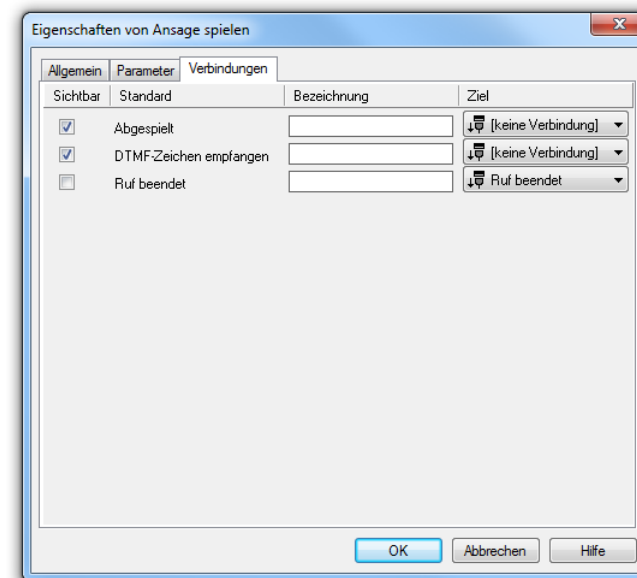 Eigenschaften von Ansage spielen
Allgemein Parameter Verbindungen
Sichtbar Standard Bezeichnung Ziel
Abgespielt [keine Verbindung]
DTMF-Zeichen empfangen [keine Verbindung]
Ruf beendet Ruf beendet
OK Abbrechen Hilfe